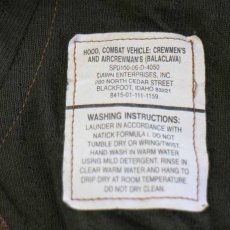 HOOD, COMBAT VEHICLE: CREWMEN'S
AND AIRCREWMAN'S (BALACLAVA)
SP0100-06-D-4050
DAWN ENTERPRISES, INC.
290 NORTH CEDAR STREET
BLACKFOOT, IDAHO 83221
8415-01-111-1159
WASHING INSTRUCTIONS:
LAUNDER IN ACCORDANCE WITH
NATICK FORMULA I. DO NOT
TUMBLE DRY OR WRING/TWIST.
HAND WASH IN WARM WATER
USING MILD DETERGENT. RINSE IN
CLEAR WARM WATER AND HANG TO
DRIP DRY AT ROOM TEMPERATURE
DO NOT DRY CLEAN.